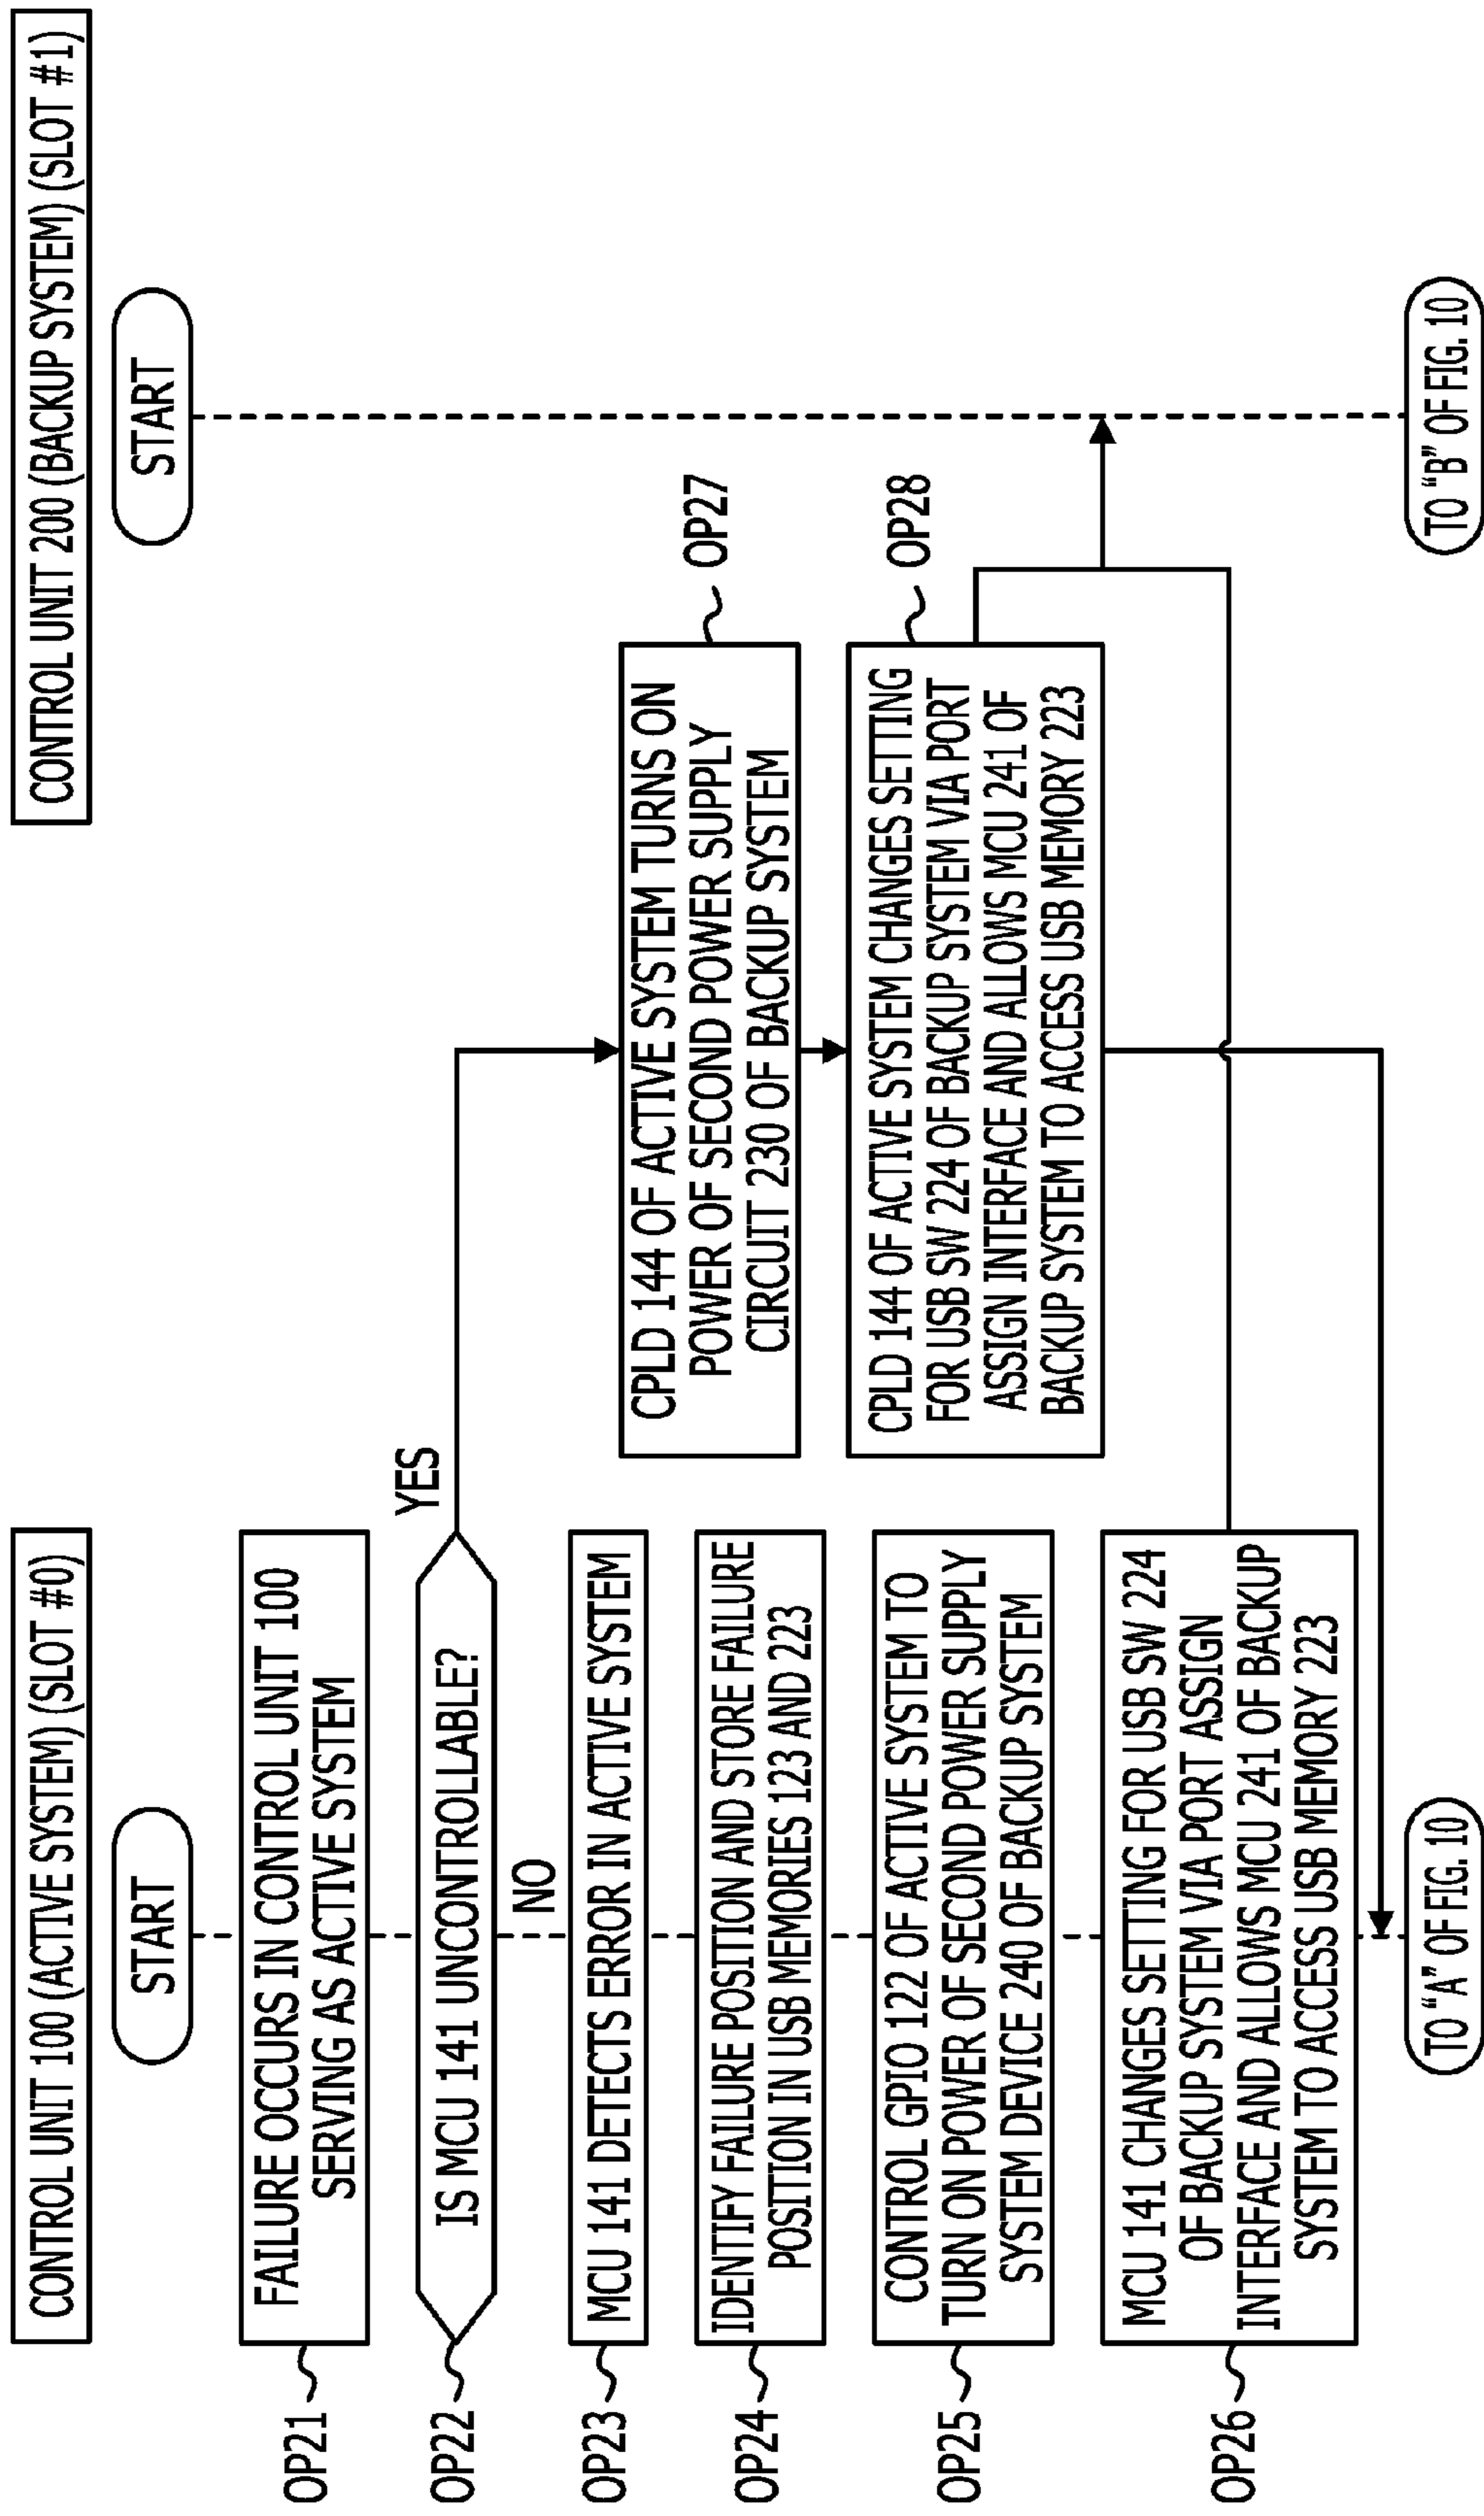 CONTROL UNIT 100 (ACTIVE SYSTEM) (SLOT #0)
CONTROL UNIT 200 (BACKUP SYSTEM) (SLOT #1)
START
START
OP21
FAILURE OCCURS IN CONTROL UNIT 100
SERVING AS ACTIVE SYSTEM
OP22
IS MCU 141 UNCONTROLLABLE?
YES
NO
OP23
MCU 141 DETECTS ERROR IN ACTIVE SYSTEM
OP24
IDENTIFY FAILURE POSITION AND STORE FAILURE
POSITION IN USB MEMORIES 123 AND 223
OP25
CONTROL GPIO 122 OF ACTIVE SYSTEM TO
TURN ON POWER OF SECOND POWER SUPPLY
SYSTEM DEVICE 240 OF BACKUP SYSTEM
OP26
MCU 141 CHANGES SETTING FOR USB SW 224
OF BACKUP SYSTEM VIA PORT ASSIGN
INTERFACE AND ALLOWS MCU 241 OF BACKUP
SYSTEM TO ACCESS USB MEMORY 223
OP27
CPLD 144 OF ACTIVE SYSTEM TURNS ON
POWER OF SECOND POWER SUPPLY
CIRCUIT 230 OF BACKUP SYSTEM
OP28
CPLD 144 OF ACTIVE SYSTEM CHANGES SETTING
FOR USB SW 224 OF BACKUP SYSTEM VIA PORT
ASSIGN INTERFACE AND ALLOWS MCU 241 OF
BACKUP SYSTEM TO ACCESS USB MEMORY 223
TO “A” OF FIG. 10
TO “B” OF FIG. 10